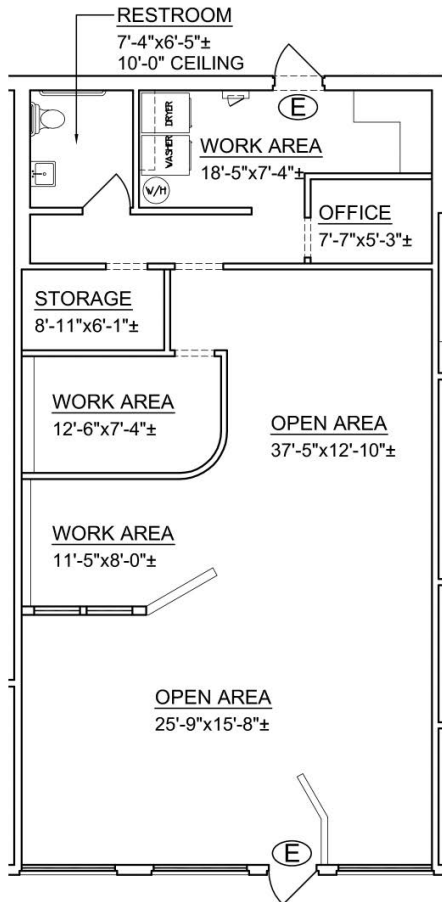 RESTROOM
7'-4"x6'-5"±
10'-0" CEILING
E
DRYER
WASHER
W/H
WORK AREA
18'-5"x7'-4"±
OFFICE
7'-7"x5'-3"±
STORAGE
8'-11"x6'-1"±
WORK AREA
12'-6"x7'-4"±
OPEN AREA
37'-5"x12'-10"±
WORK AREA
11'-5"x8'-0"±
OPEN AREA
25'-9"x15'-8"±
E